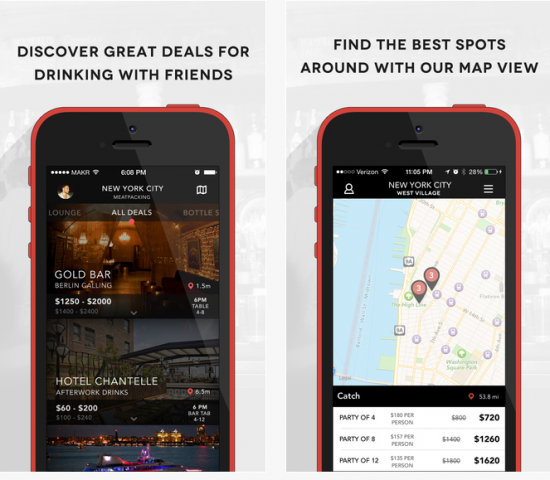 DISCOVER GREAT DEALS FOR
DRINKING WITH FRIENDS
MAKR 6:08 PM
NEW YORK CITY
MEATPACKING
LOUNGE ALL DEALS BOTTLE S
GOLD BAR
BERLIN GALLING
1.5m
$1250 - $2000
$1400 - $2400
6PM
TABLE
4-8
HOTEL CHANTELLE
AFTERWORK DRINKS
6.5m
$60 - $200
$100 - $240
6 PM
BAR TAB
4-12
FIND THE BEST SPOTS
AROUND WITH OUR MAP VIEW
Verizon 11:05 PM 28%
NEW YORK CITY
WEST VILLAGE
9A
3
3
The High Line
9A
Washington
Square Park
Catch 53.8 mi
PARTY OF 4 $180 PER PERSON $800 $720
PARTY OF 8 $157 PER PERSON $1400 $1260
PARTY OF 12 $135 PER PERSON $1800 $1620